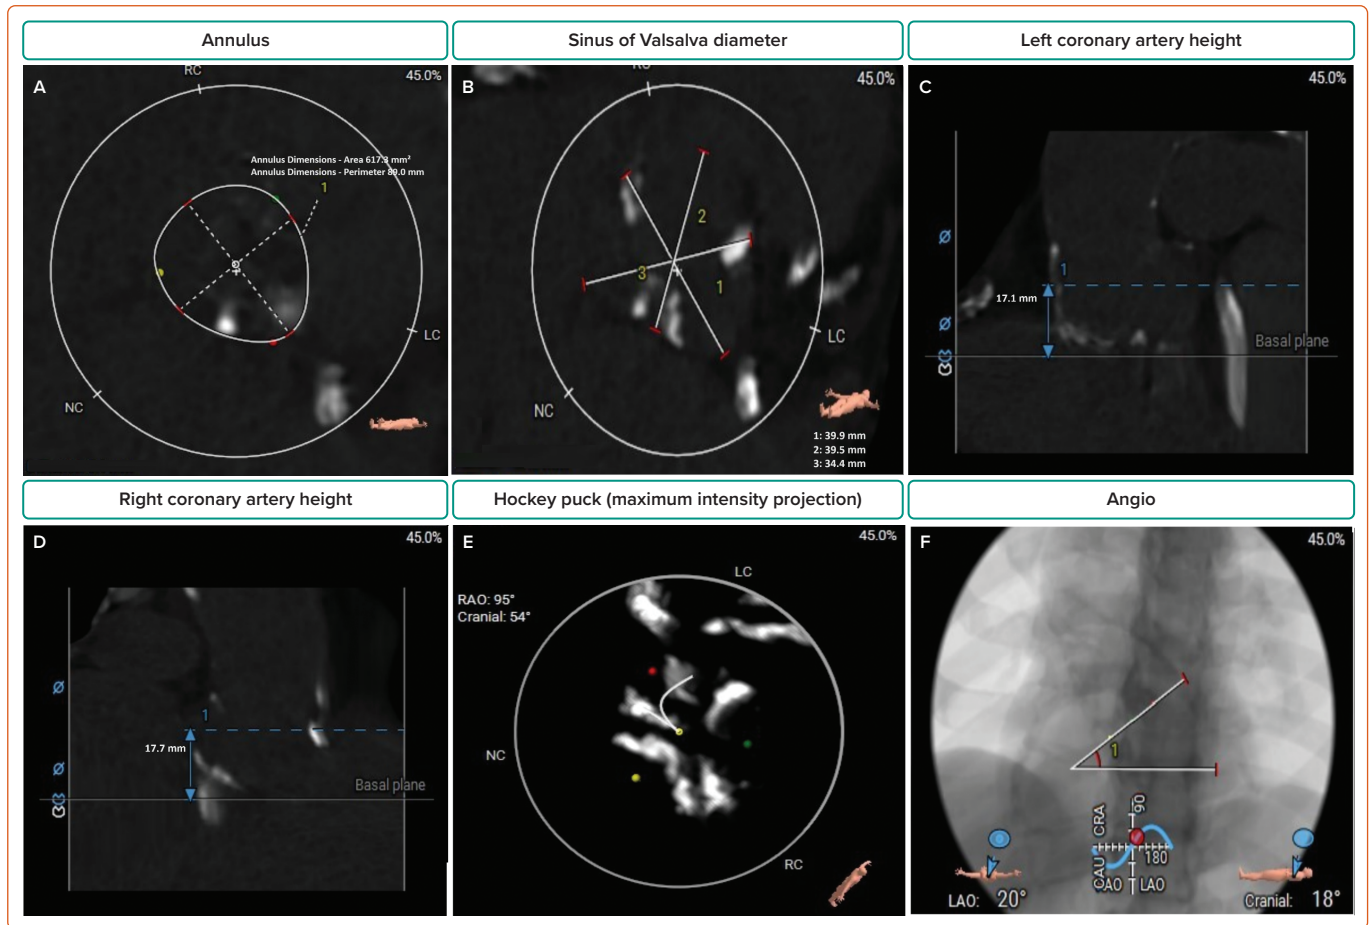 Annulus
Sinus of Valsalva diameter
Left coronary artery height
A
RC
45.0%
Annulus Dimensions - Area 617.3 mm²
Annulus Dimensions - Perimeter 89.0 mm
1
LC
NC
B
45.0%
2
3
1
LC
NC
1: 39.9 mm
2: 39.5 mm
3: 34.4 mm
C
45.0%
1
17.1 mm
Basal plane
Right coronary artery height
Hockey puck (maximum intensity projection)
Angio
D
45.0%
1
17.7 mm
Basal plane
E
45.0%
LC
RAO: 95°
Cranial: 54°
NC
RC
F
45.0%
1
CRA
90
180
CAU
LAO
LAO: 20°
Cranial: 18°